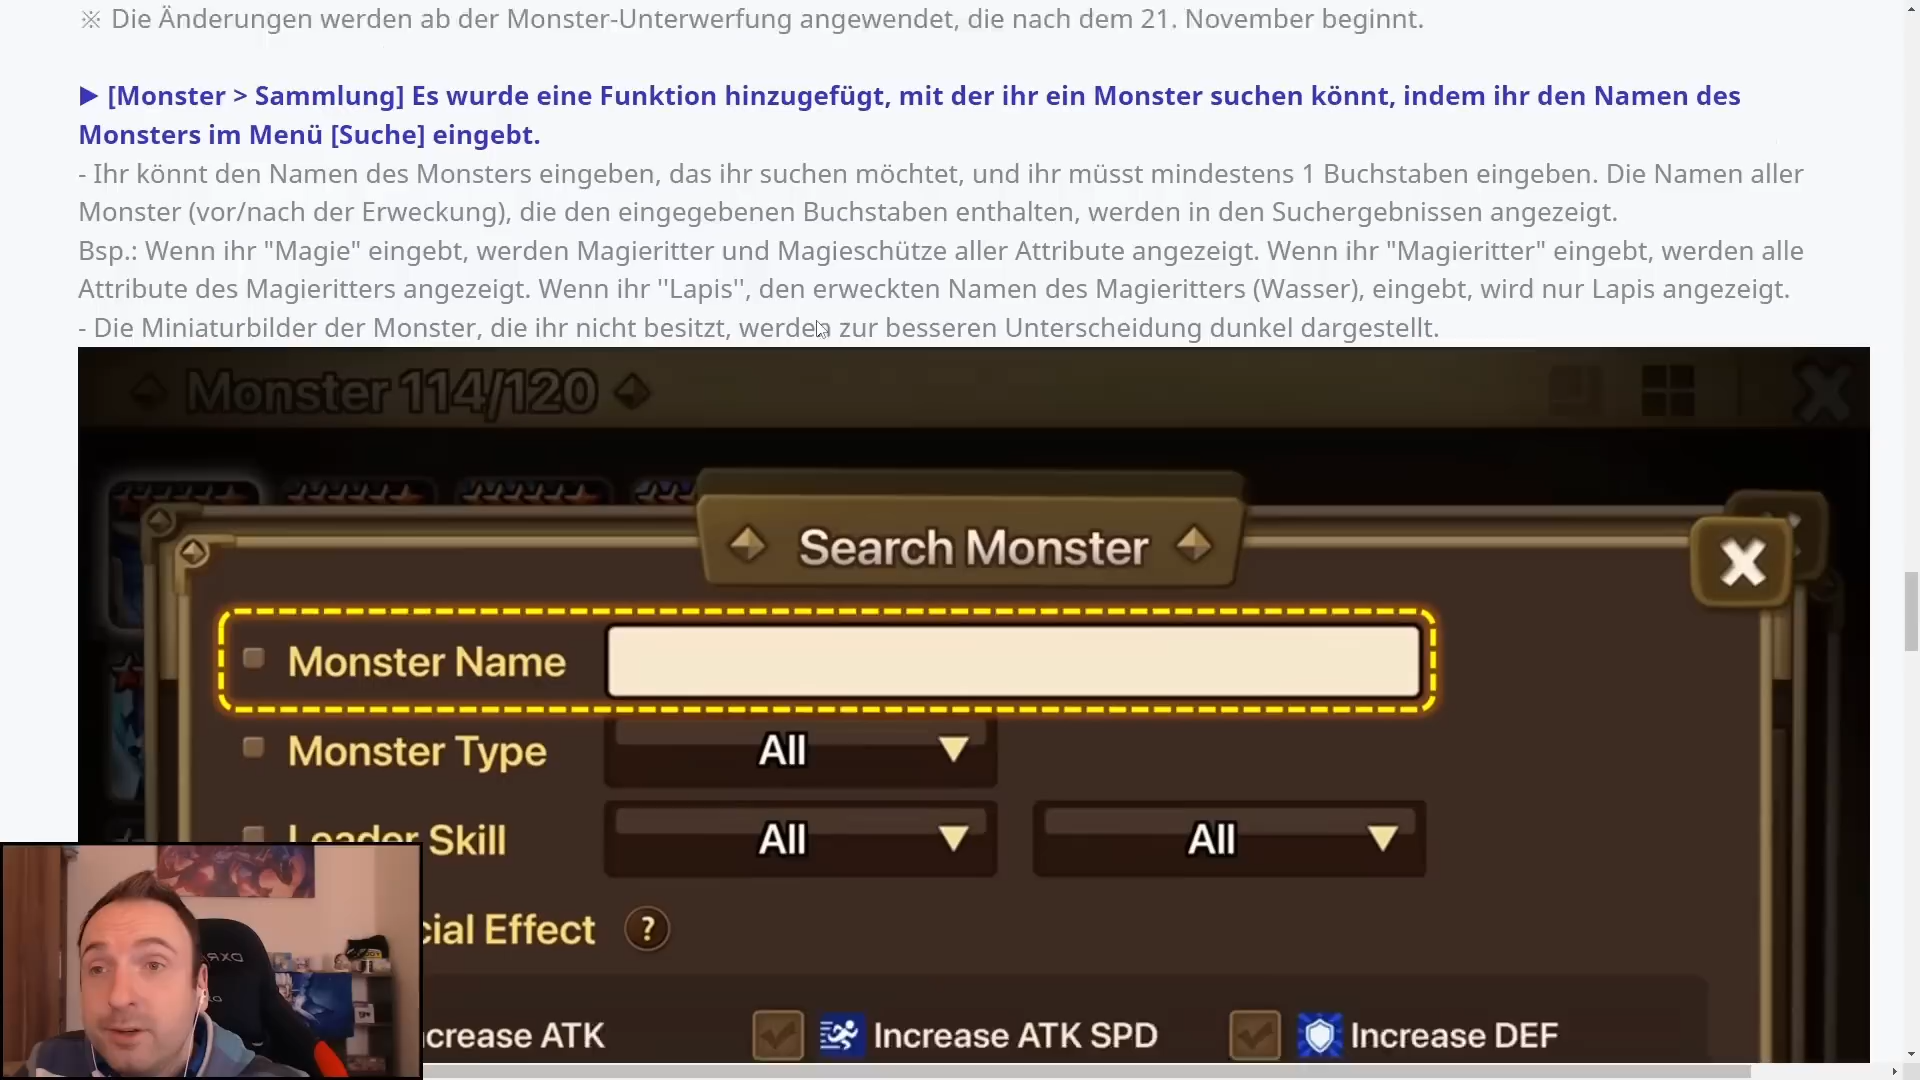 ※ Die Änderungen werden ab der Monster-Unterwerfung angewendet, die nach dem 21. November beginnt.
► [Monster > Sammlung] Es wurde eine Funktion hinzugefügt, mit der ihr ein Monster suchen könnt, indem ihr den Namen des
Monsters im Menü [Suche] eingebt.
- Ihr könnt den Namen des Monsters eingeben, das ihr suchen möchtet, und ihr müsst mindestens 1 Buchstaben eingeben. Die Namen aller
Monster (vor/nach der Erweckung), die den eingegebenen Buchstaben enthalten, werden in den Suchergebnissen angezeigt.
Bsp.: Wenn ihr "Magie" eingebt, werden Magieritter und Magieschütze aller Attribute angezeigt. Wenn ihr "Magieritter" eingebt, werden alle
Attribute des Magieritters angezeigt. Wenn ihr ''Lapis'', den erweckten Namen des Magieritters (Wasser), eingebt, wird nur Lapis angezeigt.
- Die Miniaturbilder der Monster, die ihr nicht besitzt, werden zur besseren Unterscheidung dunkel dargestellt.
Monster 114/120
Search Monster
Monster Name
Monster Type All
Leader Skill All All
cial Effect ?
crease ATK Increase ATK SPD Increase DEF